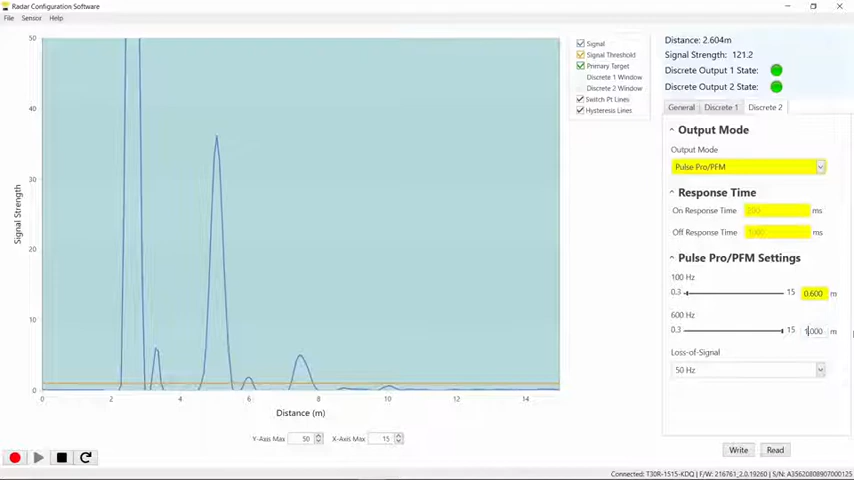 Radar Configuration Software
File Sensor Help
50
40
30
20
10
0
Signal Strength
0 2 4 6 8 10 12 14
Distance (m)
Y-Axis Max 50 X-Axis Max 15
Signal
Signal Threshold
Primary Target
Discrete 1 Window
Discrete 2 Window
Switch Pt Lines
Hysteresis Lines
Distance: 2.604m
Signal Strength: 121.2
Discrete Output 1 State:
Discrete Output 2 State:
General Discrete 1 Discrete 2
Output Mode
Output Mode
Pulse Pro/PFM
Response Time
On Response Time ms
Off Response Time 1000 ms
Pulse Pro/PFM Settings
100 Hz
0.3 15 0.600 m
600 Hz
0.3 15 1.000 m
Loss-of-Signal
50 Hz
Write Read
Connected: T30R-1515-KDQ | F/W: 216761_2.0.19260 | S/N: A35620808907000125